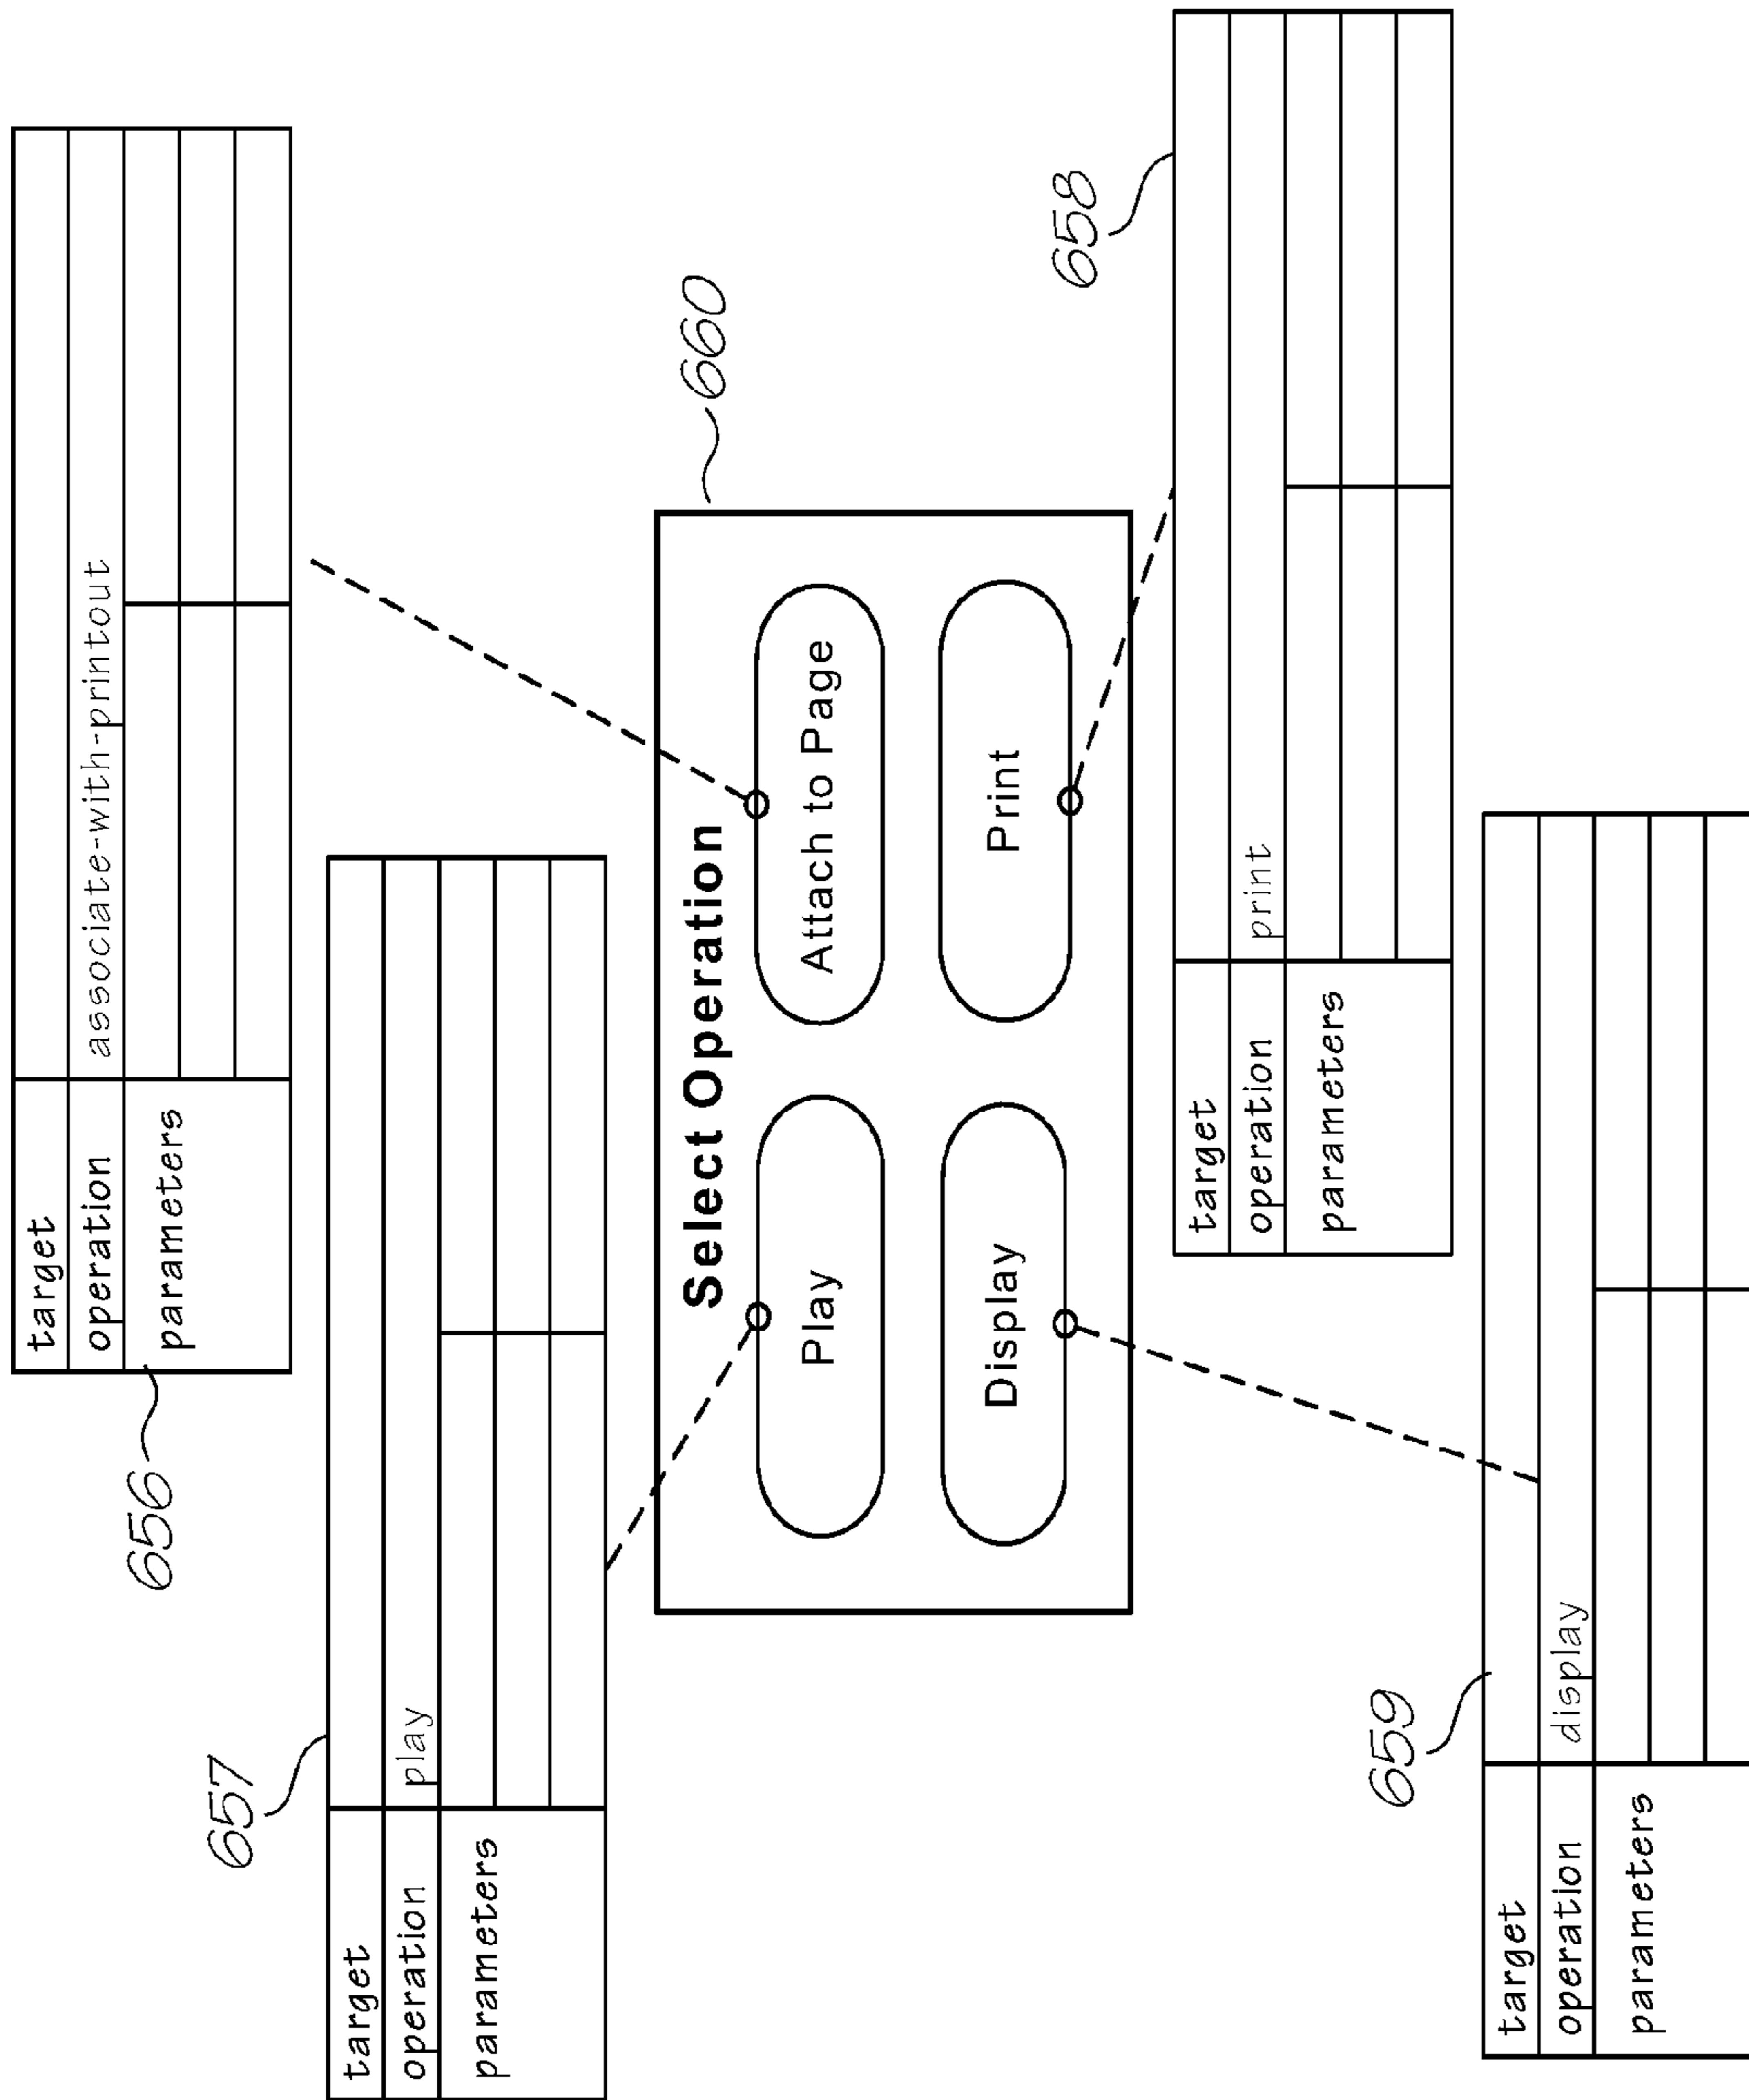 target
operation associate-with-printout
parameters
656
657
target
operation play
parameters
660
Select Operation
Play Attach to Page
Display Print
658
target
operation print
parameters
659
target
operation display
parameters